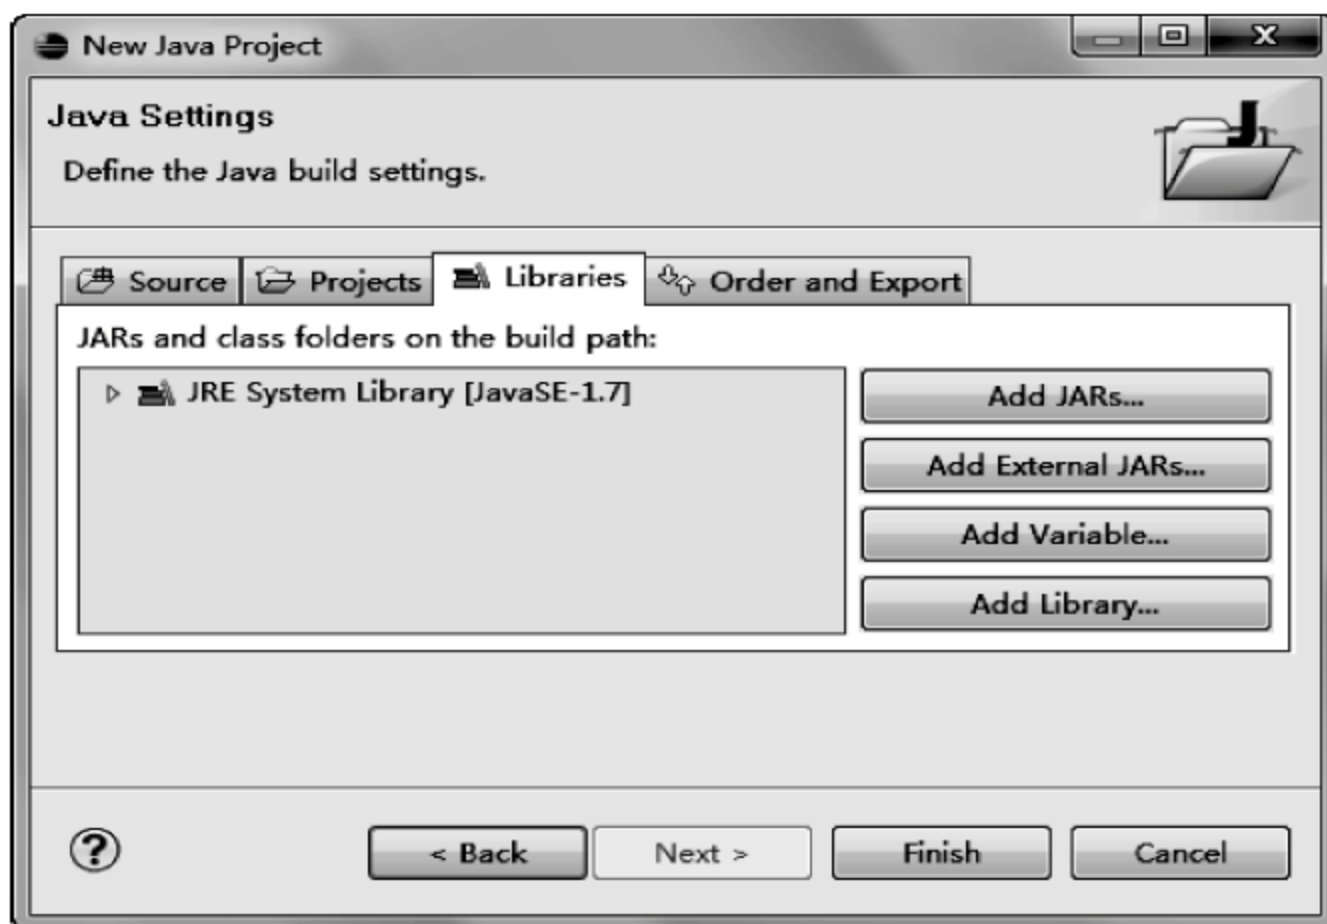 New Java Project
Java Settings
Define the Java build settings.
Source Projects Libraries Order and Export
JARs and class folders on the build path:
JRE System Library [JavaSE-1.7]
Add JARs...
Add External JARs...
Add Variable...
Add Library...
< Back Next > Finish Cancel